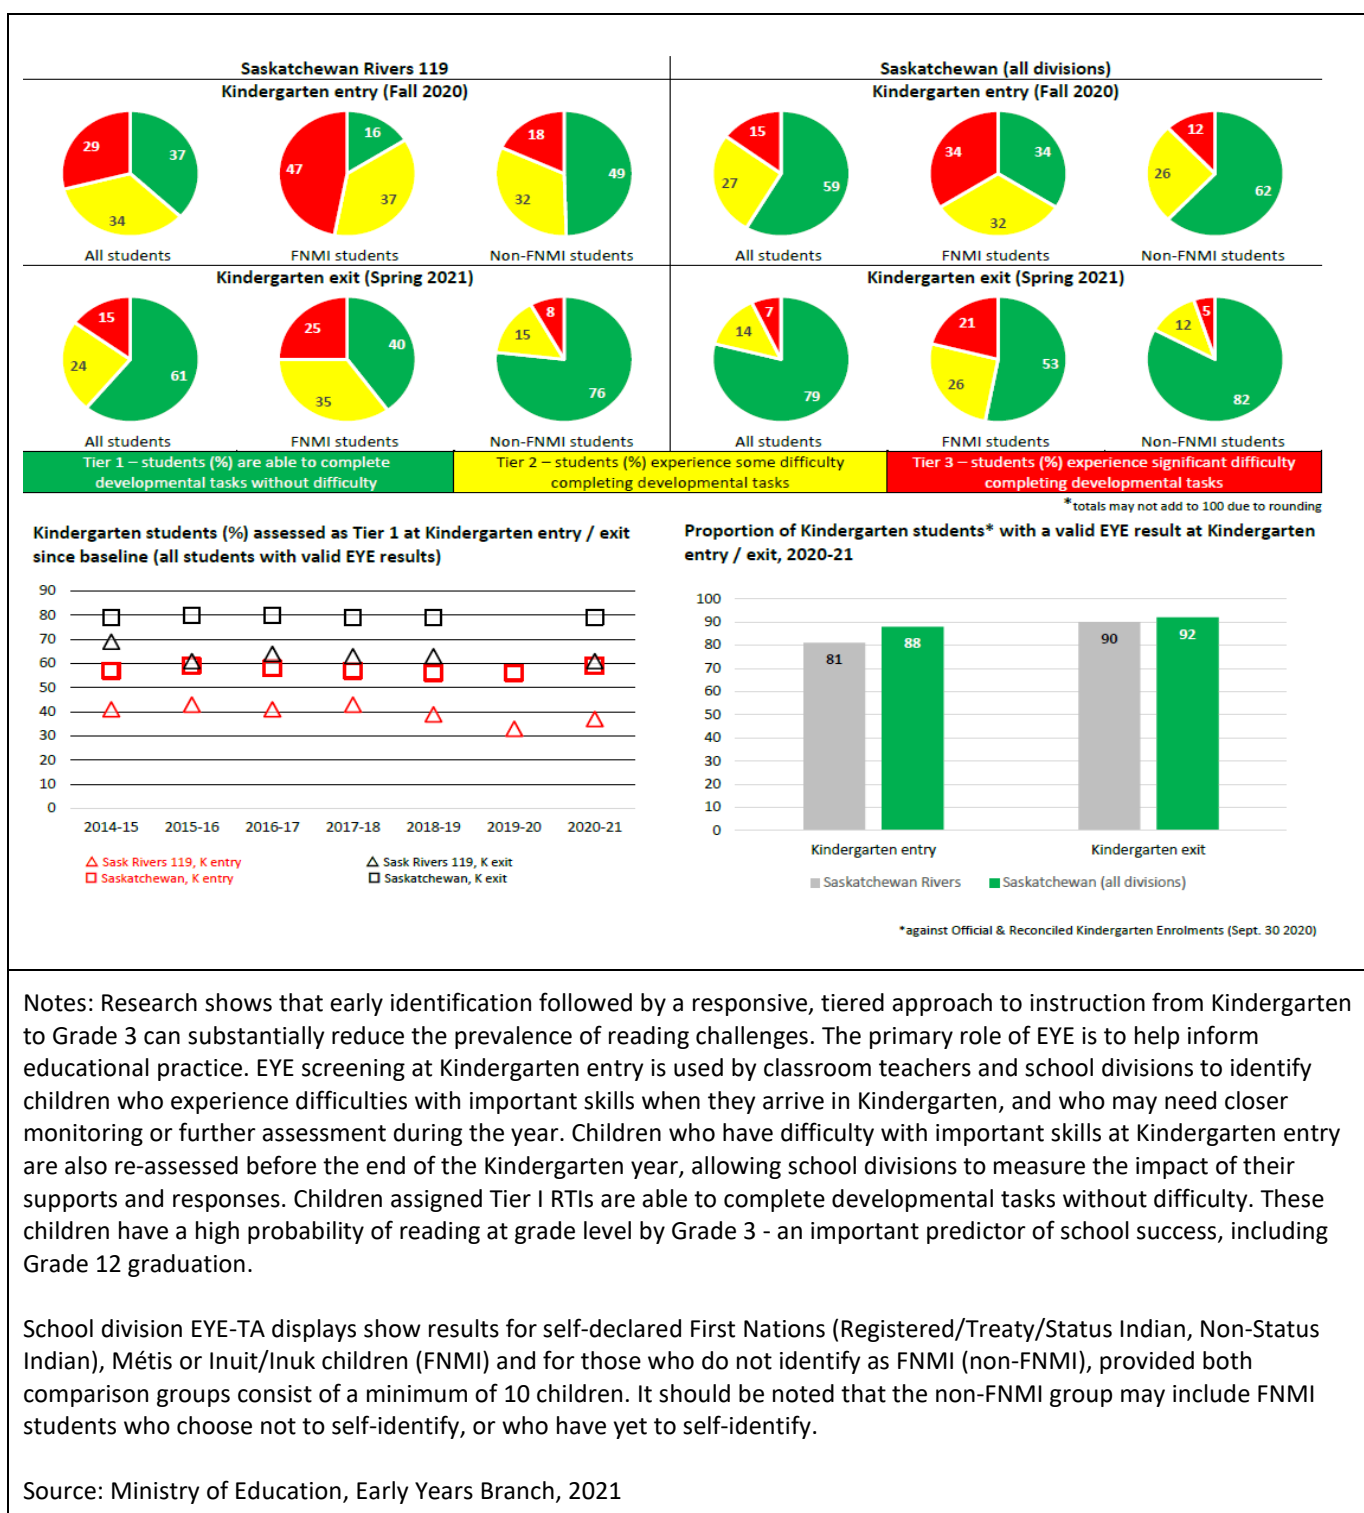 Saskatchewan Rivers 119
Saskatchewan (all divisions)
Kindergarten entry (Fall 2020)
Kindergarten entry (Fall 2020)
29
37
34
47
16
37
18
49
32
15
59
27
34
34
32
12
62
26
All students
FNMI students
Non-FNMI students
All students
FNMI students
Non-FNMI students
Kindergarten exit (Spring 2021)
Kindergarten exit (Spring 2021)
15
61
24
25
40
35
8
15
76
7
14
79
21
53
26
5
12
82
All students
FNMI students
Non-FNMI students
All students
FNMI students
Non-FNMI students
Tier 1 – students (%) are able to complete
developmental tasks without difficulty
Tier 2 – students (%) experience some difficulty
completing developmental tasks
Tier 3 – students (%) experience significant difficulty
completing developmental tasks
*totals may not add to 100 due to rounding
Kindergarten students (%) assessed as Tier 1 at Kindergarten entry / exit
since baseline (all students with valid EYE results)
90
80
70
60
50
40
30
20
10
0
2014-15 2015-16 2016-17 2017-18 2018-19 2019-20 2020-21
Sask Rivers 119, K entry
Sask Rivers 119, K exit
Saskatchewan, K entry
Saskatchewan, K exit
Proportion of Kindergarten students* with a valid EYE result at Kindergarten
entry / exit, 2020-21
100
90
80
70
60
50
40
30
20
10
0
81
88
90
92
Kindergarten entry
Kindergarten exit
Saskatchewan Rivers
Saskatchewan (all divisions)
*against Official & Reconciled Kindergarten Enrolments (Sept. 30 2020)
Notes: Research shows that early identification followed by a responsive, tiered approach to instruction from Kindergarten
to Grade 3 can substantially reduce the prevalence of reading challenges. The primary role of EYE is to help inform
educational practice. EYE screening at Kindergarten entry is used by classroom teachers and school divisions to identify
children who experience difficulties with important skills when they arrive in Kindergarten, and who may need closer
monitoring or further assessment during the year. Children who have difficulty with important skills at Kindergarten entry
are also re-assessed before the end of the Kindergarten year, allowing school divisions to measure the impact of their
supports and responses. Children assigned Tier I RTIs are able to complete developmental tasks without difficulty. These
children have a high probability of reading at grade level by Grade 3 - an important predictor of school success, including
Grade 12 graduation.
School division EYE-TA displays show results for self-declared First Nations (Registered/Treaty/Status Indian, Non-Status
Indian), Métis or Inuit/Inuk children (FNMI) and for those who do not identify as FNMI (non-FNMI), provided both
comparison groups consist of a minimum of 10 children. It should be noted that the non-FNMI group may include FNMI
students who choose not to self-identify, or who have yet to self-identify.
Source: Ministry of Education, Early Years Branch, 2021